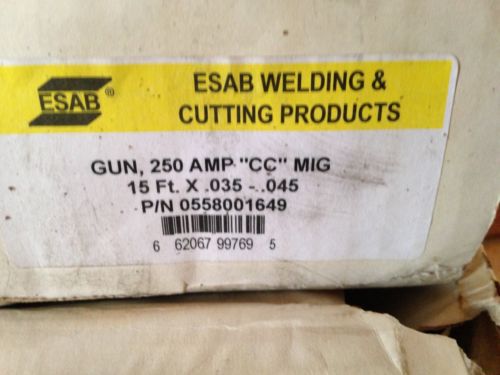 ESAB ®
ESAB WELDING &
CUTTING PRODUCTS
GUN, 250 AMP "CC" MIG
15 Ft. X .035 - .045
P/N 0558001649
6 62067 99769 5